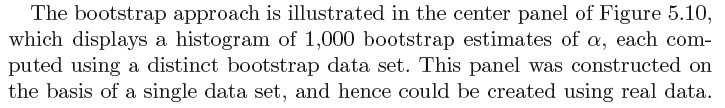 The bootstrap approach is illustrated in the center panel of Figure 5.10,
which displays a histogram of 1,000 bootstrap estimates of α, each com-
puted using a distinct bootstrap data set. This panel was constructed on
the basis of a single data set, and hence could be created using real data.